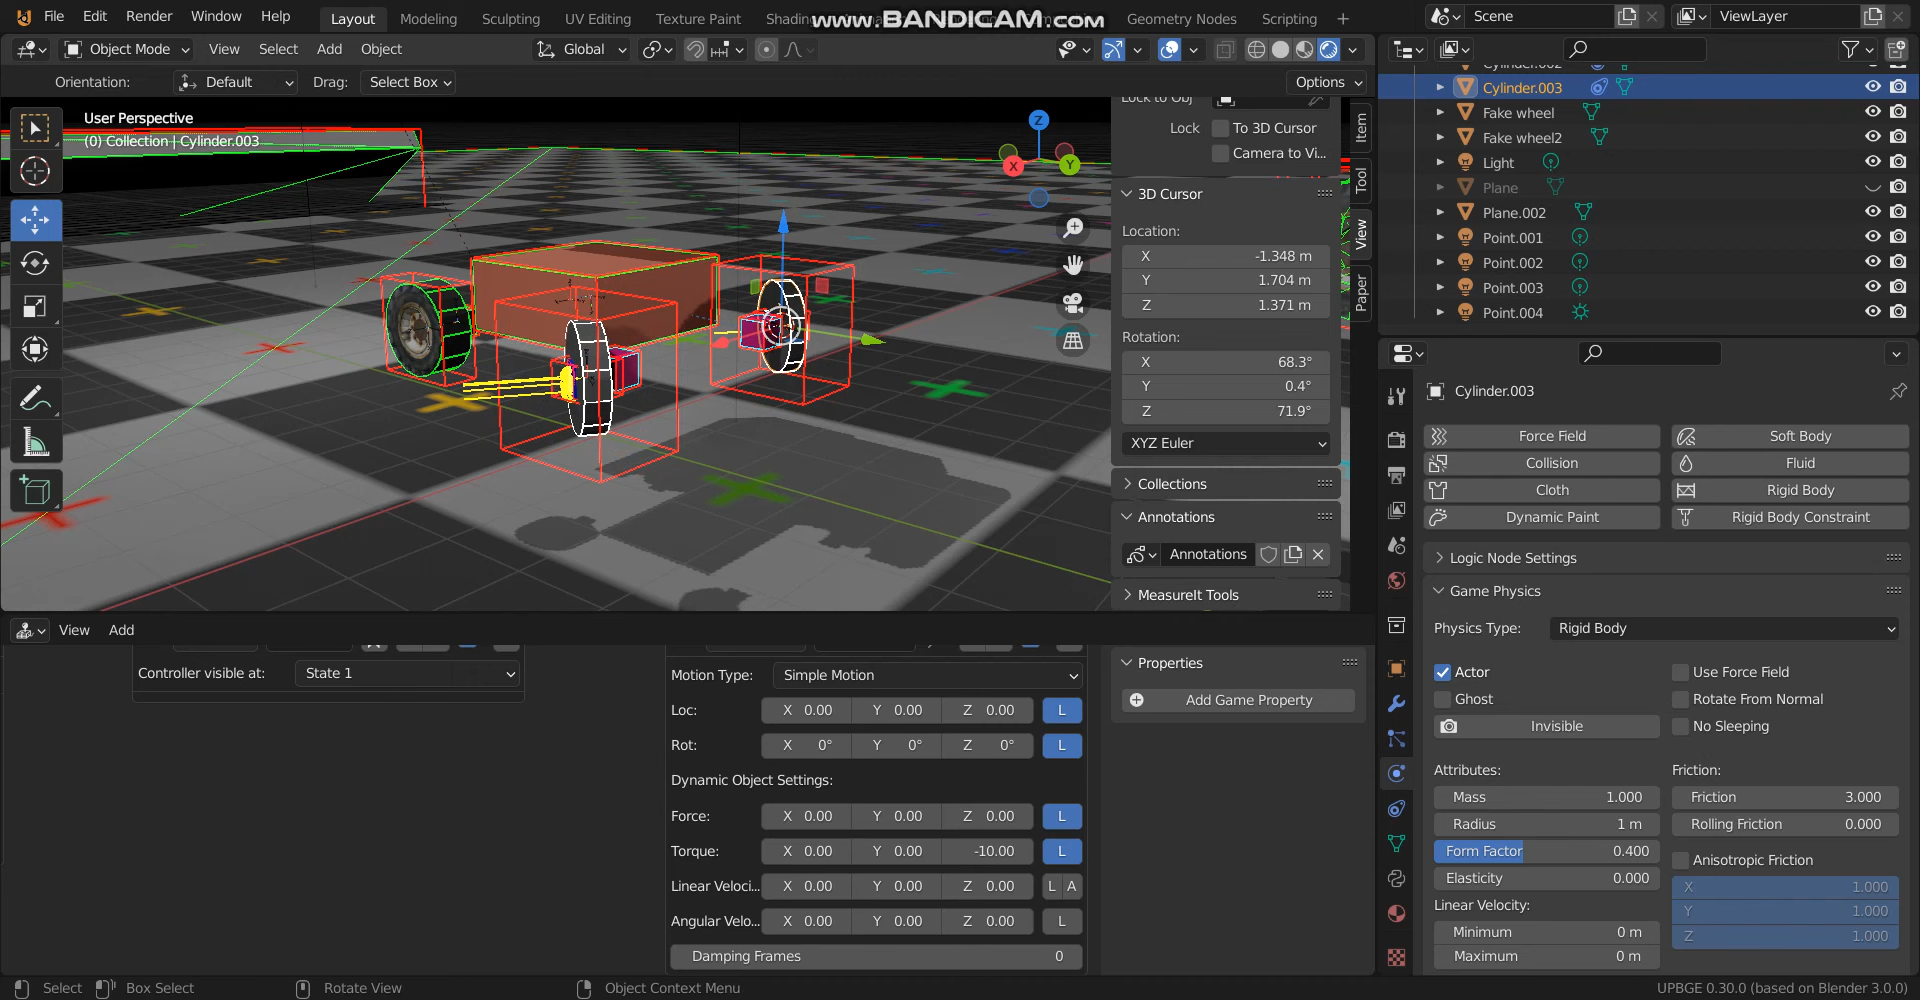 File Edit Render Window Help Layout Modeling Sculpting UV Editing Texture Paint Geometry Nodes Scripting
www.BANDICAM.com
Scene ViewLayer
Object Mode View Select Add Object Global
Orientation: Default Drag: Select Box Options
User Perspective
(0) Collection | Cylinder.003
Z
X
Y
Lock
To 3D Cursor
Camera to Vi...
3D Cursor
Location:
X -1.348 m
Y 1.704 m
Z 1.371 m
Rotation:
X 68.3°
Y 0.4°
Z 71.9°
XYZ Euler
Collections
Annotations
Annotations
MeasureIt Tools
Item
Tool
View
Paper
Cylinder.003
Fake wheel
Fake wheel2
Light
Plane
Plane.002
Point.001
Point.002
Point.003
Point.004
Cylinder.003
Force Field Soft Body
Collision Fluid
Cloth Rigid Body
Dynamic Paint Rigid Body Constraint
Logic Node Settings
Game Physics
Physics Type: Rigid Body
Actor Use Force Field
Ghost Rotate From Normal
Invisible No Sleeping
Attributes: Friction:
Mass 1.000 Friction 3.000
Radius 1 m Rolling Friction 0.000
Form Factor 0.400 Anisotropic Friction
Elasticity 0.000 X 1.000
Linear Velocity: Y 1.000
Minimum 0 m Z 1.000
Maximum 0 m
View Add
Controller visible at: State 1
Motion Type: Simple Motion
Loc: X 0.00 Y 0.00 Z 0.00 L
Rot: X 0° Y 0° Z 0° L
Dynamic Object Settings:
Force: X 0.00 Y 0.00 Z 0.00 L
Torque: X 0.00 Y 0.00 -10.00 L
Linear Veloci... X 0.00 Y 0.00 Z 0.00 L A
Angular Velo... X 0.00 Y 0.00 Z 0.00 L
Damping Frames 0
Properties
Add Game Property
Select Box Select Rotate View Object Context Menu UPBGE 0.30.0 (based on Blender 3.0.0)